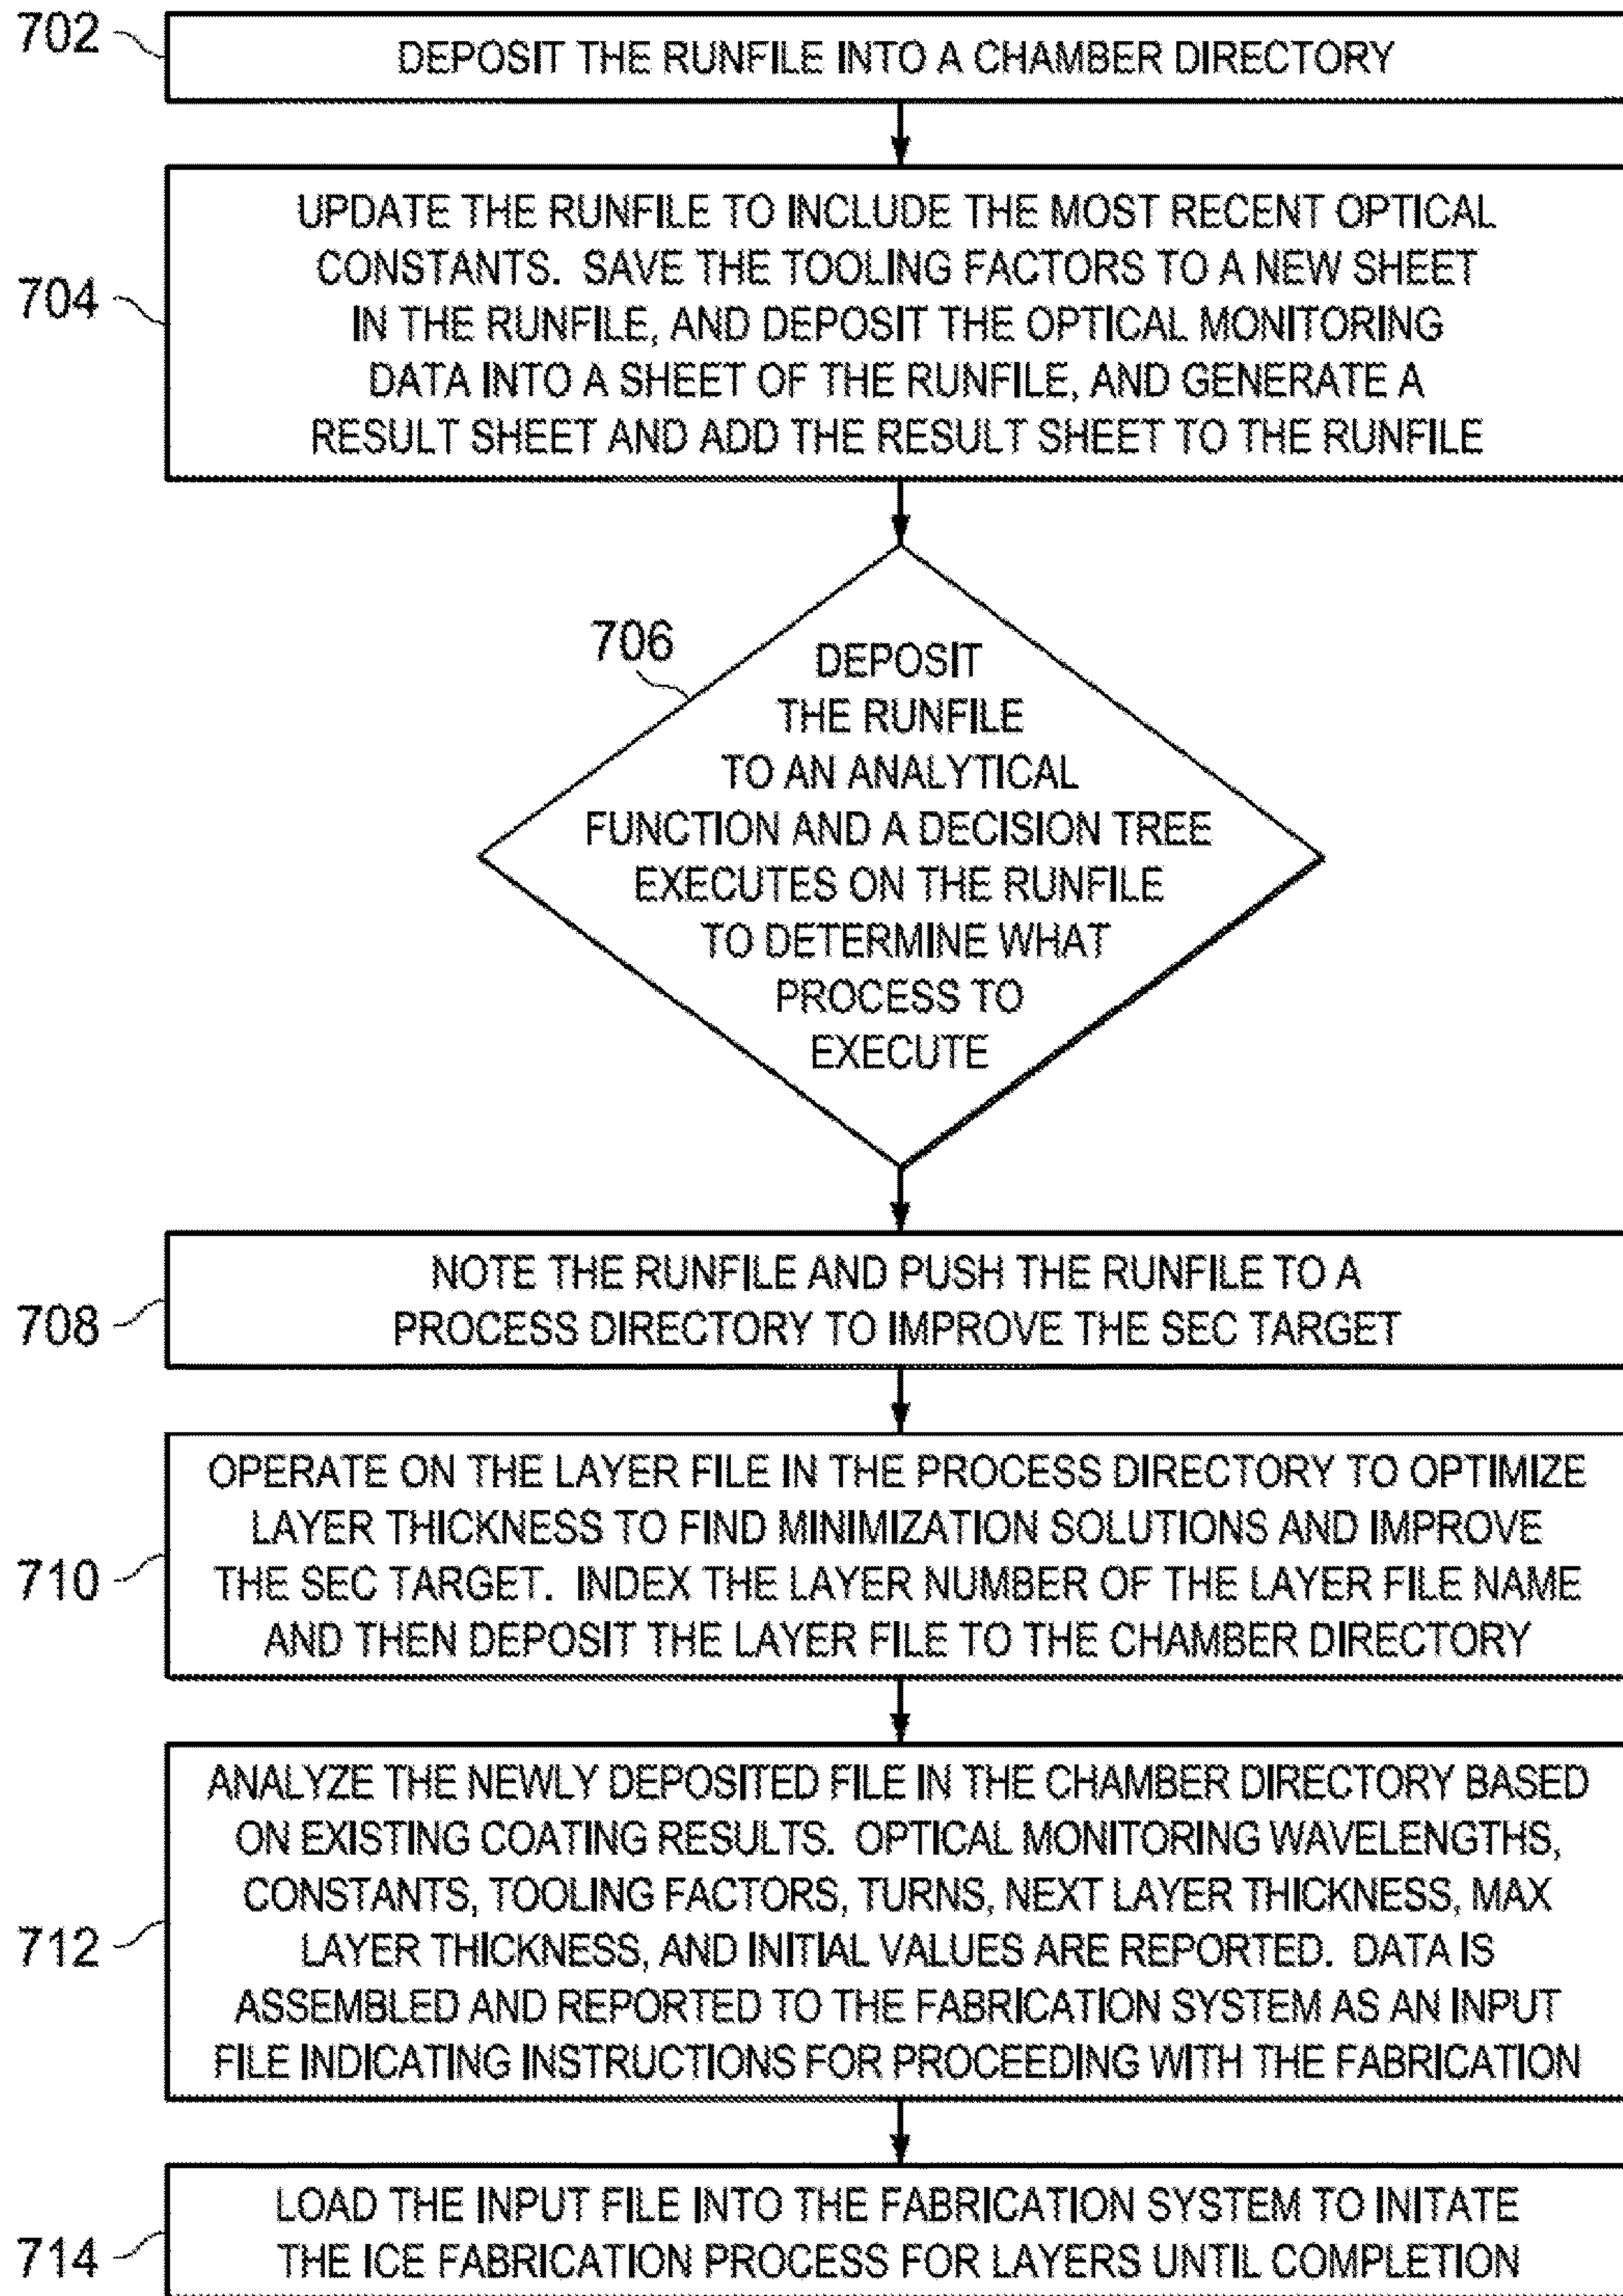 702
DEPOSIT THE RUNFILE INTO A CHAMBER DIRECTORY
704
UPDATE THE RUNFILE TO INCLUDE THE MOST RECENT OPTICAL
CONSTANTS. SAVE THE TOOLING FACTORS TO A NEW SHEET
IN THE RUNFILE, AND DEPOSIT THE OPTICAL MONITORING
DATA INTO A SHEET OF THE RUNFILE, AND GENERATE A
RESULT SHEET AND ADD THE RESULT SHEET TO THE RUNFILE
706
DEPOSIT
THE RUNFILE
TO AN ANALYTICAL
FUNCTION AND A DECISION TREE
EXECUTES ON THE RUNFILE
TO DETERMINE WHAT
PROCESS TO
EXECUTE
708
NOTE THE RUNFILE AND PUSH THE RUNFILE TO A
PROCESS DIRECTORY TO IMPROVE THE SEC TARGET
710
OPERATE ON THE LAYER FILE IN THE PROCESS DIRECTORY TO OPTIMIZE
LAYER THICKNESS TO FIND MINIMIZATION SOLUTIONS AND IMPROVE
THE SEC TARGET. INDEX THE LAYER NUMBER OF THE LAYER FILE NAME
AND THEN DEPOSIT THE LAYER FILE TO THE CHAMBER DIRECTORY
712
ANALYZE THE NEWLY DEPOSITED FILE IN THE CHAMBER DIRECTORY BASED
ON EXISTING COATING RESULTS. OPTICAL MONITORING WAVELENGTHS,
CONSTANTS, TOOLING FACTORS, TURNS, NEXT LAYER THICKNESS, MAX
LAYER THICKNESS, AND INITIAL VALUES ARE REPORTED. DATA IS
ASSEMBLED AND REPORTED TO THE FABRICATION SYSTEM AS AN INPUT
FILE INDICATING INSTRUCTIONS FOR PROCEEDING WITH THE FABRICATION
714
LOAD THE INPUT FILE INTO THE FABRICATION SYSTEM TO INITATE
THE ICE FABRICATION PROCESS FOR LAYERS UNTIL COMPLETION